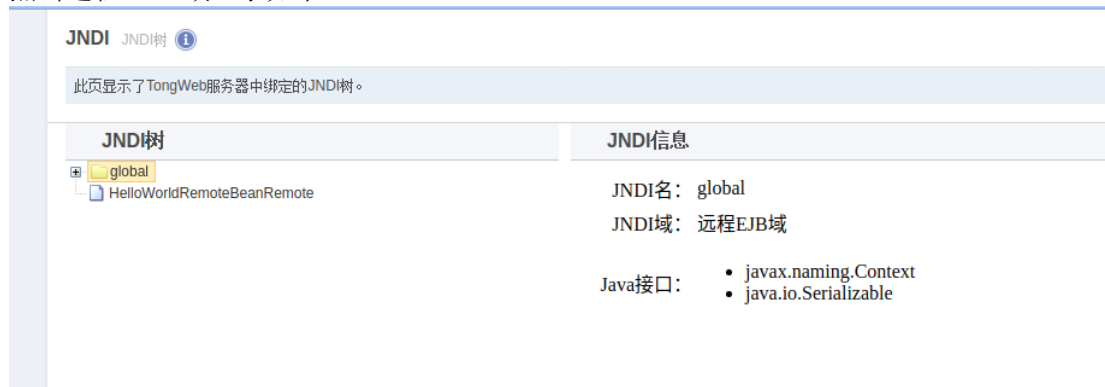 JNDI JNDI树
此页显示了TongWeb服务器中绑定的JNDI树。
JNDI树
JNDI信息
global
HelloWorldRemoteBeanRemote
JNDI名： global
JNDI域： 远程EJB域
Java接口：
javax.naming.Context
java.io.Serializable